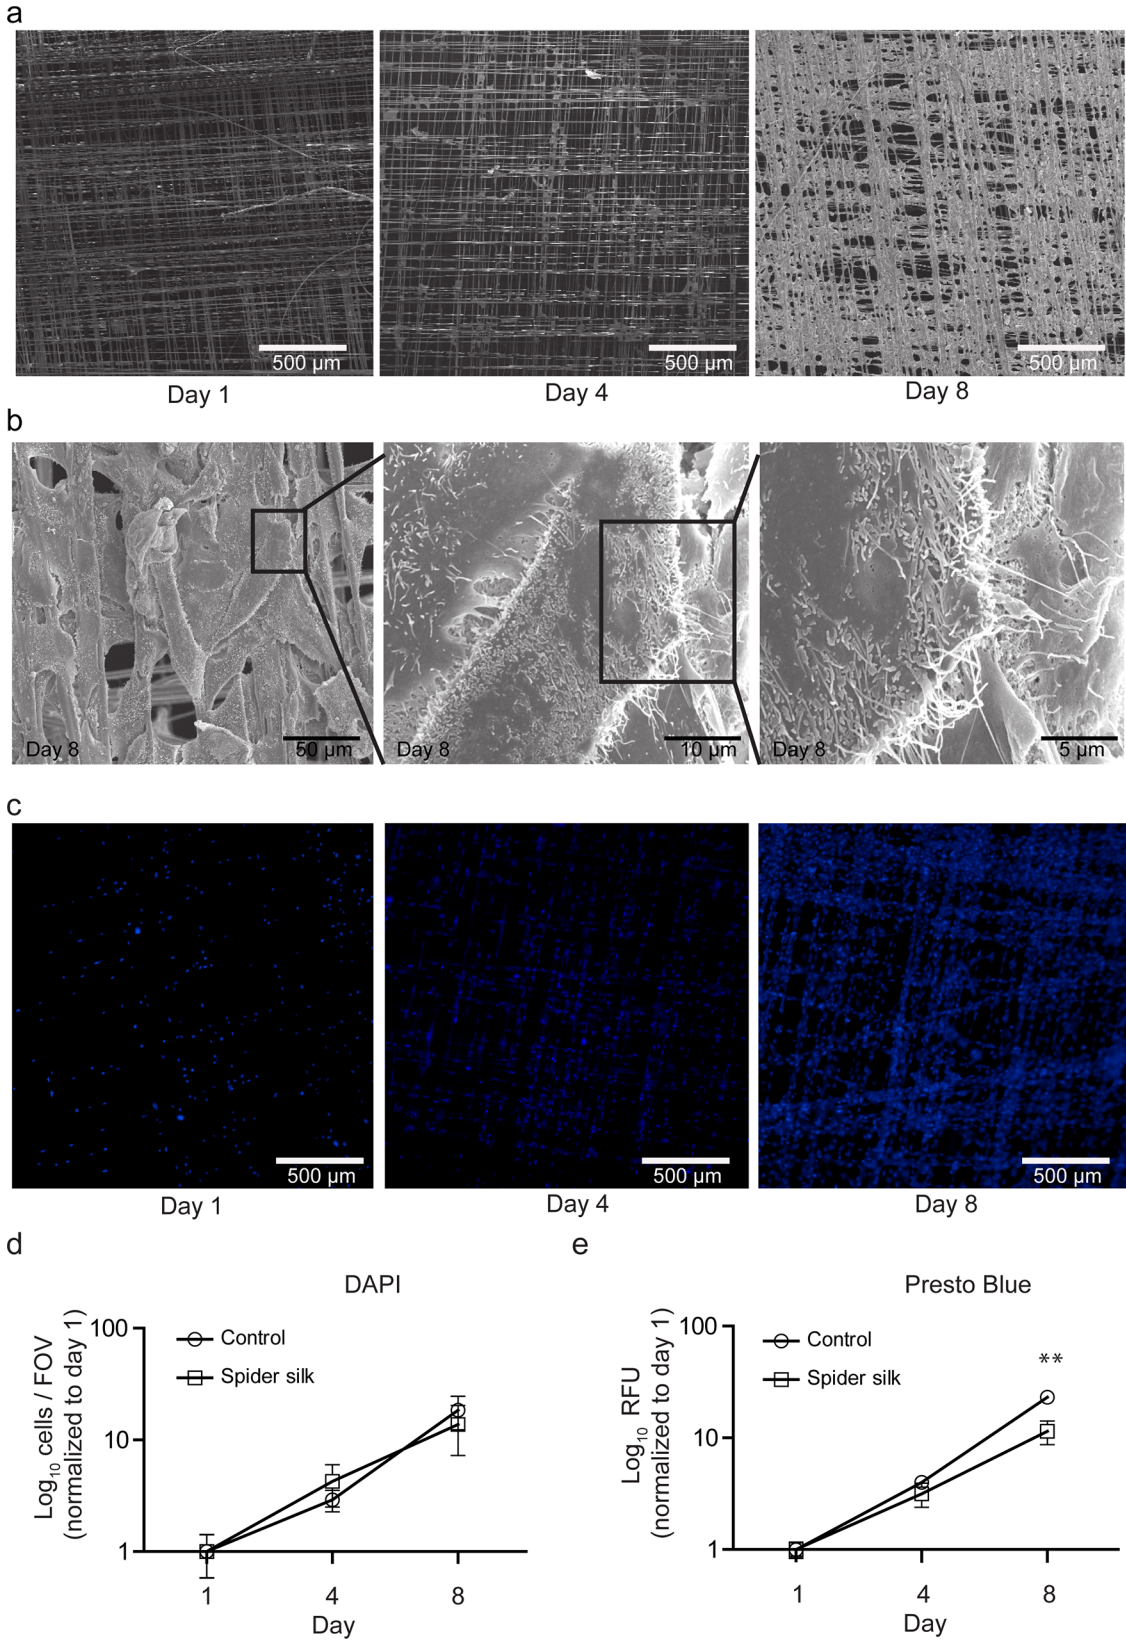 a
500 µm
500 µm
500 µm
Day 1
Day 4
Day 8
b
Day 8
50 µm
Day 8
10 µm
Day 8
5 µm
c
500 µm
500 µm
500 µm
Day 1
Day 4
Day 8
d
DAPI
Log10 cells / FOV
(normalized to day 1)
100
10
1
Control
Spider silk
1
4
8
Day
e
Presto Blue
Log10 RFU
(normalized to day 1)
100
10
1
Control
Spider silk
**
1
4
8
Day